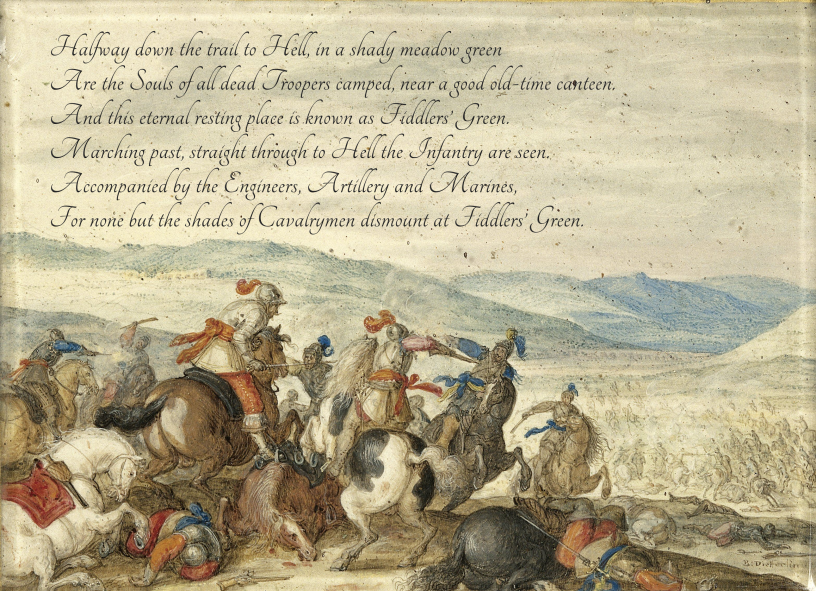 Halfway down the trail to Hell, in a shady meadow green
Are the Souls of all dead Troopers camped, near a good old-time canteen.
And this eternal resting place is known as Fiddlers' Green.
Marching past, straight through to Hell the Infantry are seen.
Accompanied by the Engineers, Artillery and Marines,
For none but the shades of Cavalrymen dismount at Fiddlers' Green.